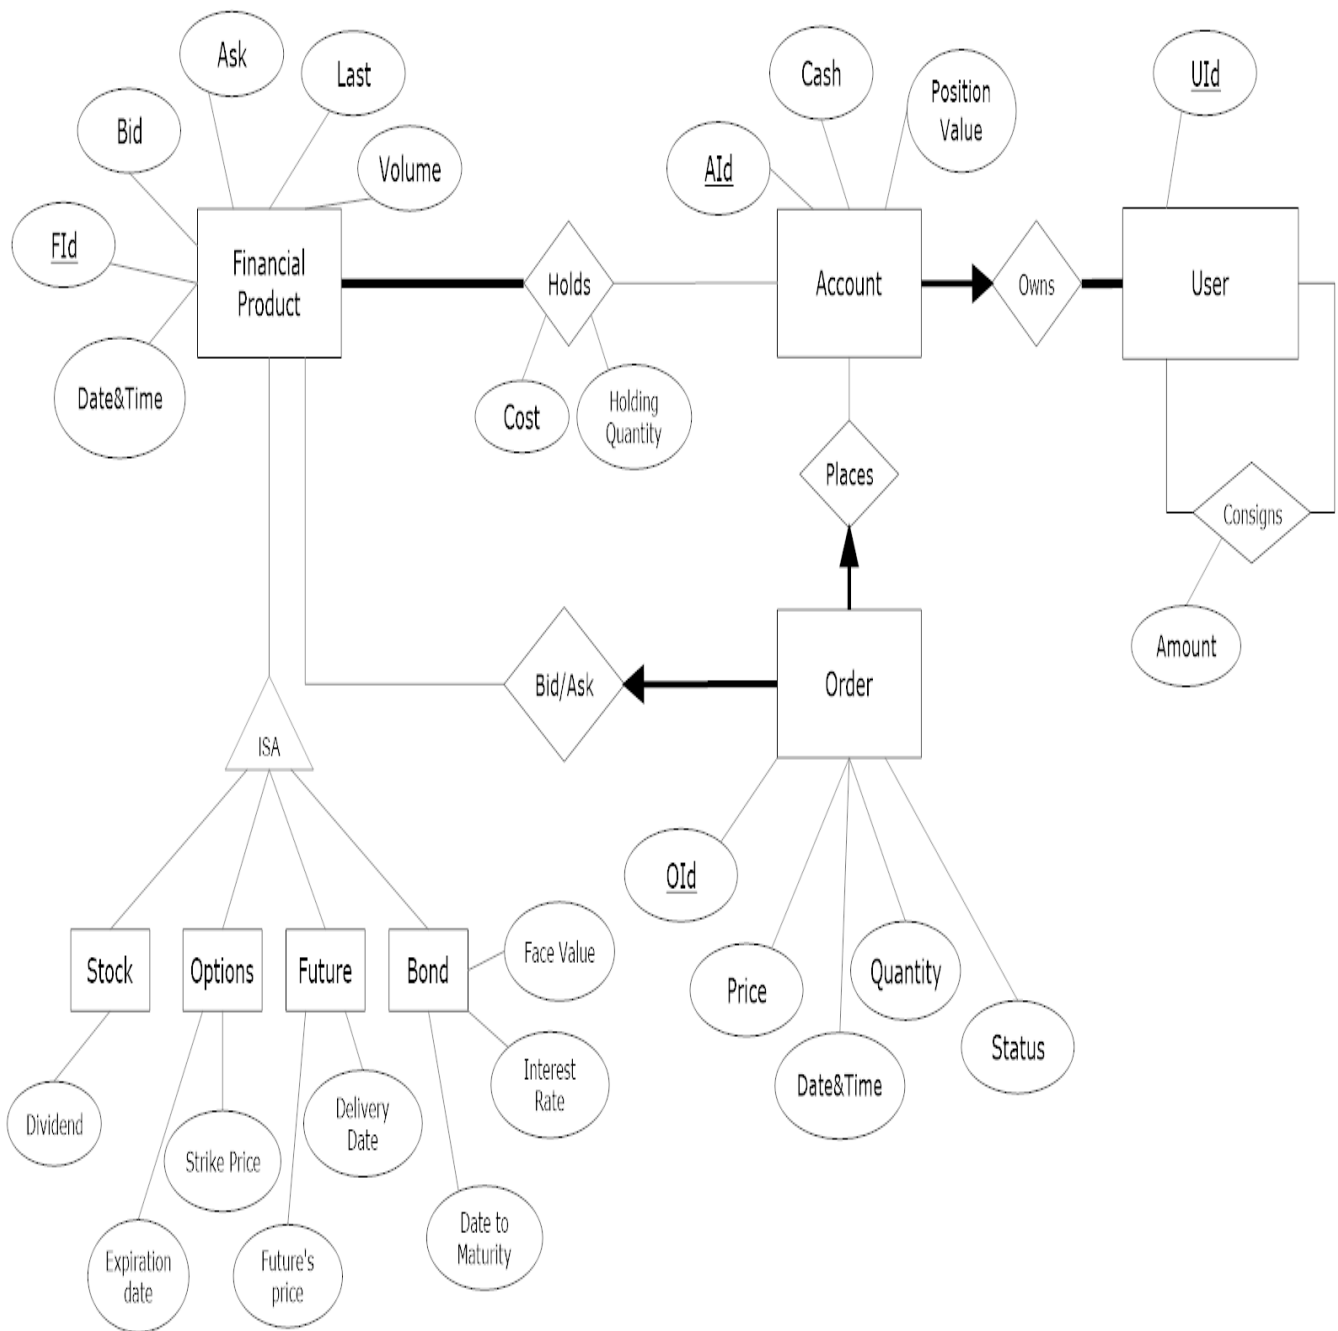 Ask
Last
Bid
Volume
FId
Financial
Product
Date&Time
Holds
Cost
Holding
Quantity
Cash
Position
Value
AId
Account
Owns
UId
User
Places
Consigns
Amount
Bid/Ask
Order
ISA
OId
Price
Date&Time
Quantity
Status
Stock
Options
Future
Bond
Face Value
Interest
Rate
Dividend
Strike Price
Delivery
Date
Expiration
date
Future's
price
Date to
Maturity